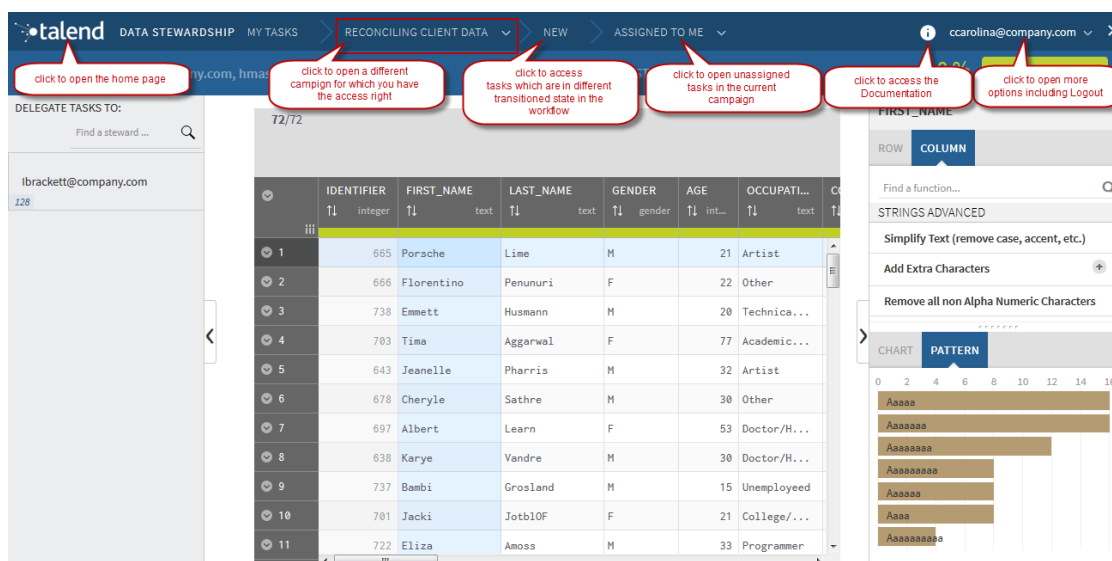 talend DATA STEWARDSHIP MY TASKS RECONCILING CLIENT DATA NEW ASSIGNED TO ME ccarolina@company.com
click to open the home page
click to open a different
campign for which you have
the access right
click to access
tasks which are in different
transitioned state in the
workflow
click to open unassigned
tasks in the current
campaign
click to access the
Documentation
click to open more
options including Logout
DELEGATE TASKS TO:
Find a steward ...
Ibrackett@company.com
128
72/72
IDENTIFIER FIRST_NAME LAST_NAME GENDER AGE OCCUPATI...
integer text text gender int... text
1 665 Porsche Lime M 21 Artist
2 666 Florentino Penunuri F 22 Other
3 738 Emmett Husmann M 20 Technica...
4 703 Tima Aggarwal F 77 Academic...
5 643 Jeanelle Pharris M 32 Artist
6 678 Cheryle Sathre M 30 Other
7 697 Albert Learn F 53 Doctor/H...
8 638 Karye Vandre M 30 Doctor/H...
9 737 Bambi Grosland M 15 Unemployeed
10 701 Jacki JotblOF F 21 College/...
11 722 Eliza Amoss M 33 Programmer
FIRST_NAME
ROW COLUMN
Find a function...
STRINGS ADVANCED
Simplify Text (remove case, accent, etc.)
Add Extra Characters
Remove all non Alpha Numeric Characters
CHART PATTERN
0 2 4 6 8 10 12 14 16
Aaaaa
Aaaaaaa
Aaaaaaaa
Aaaaaaaaa
Aaaaaa
Aaaa
Aaaaaaaaaa